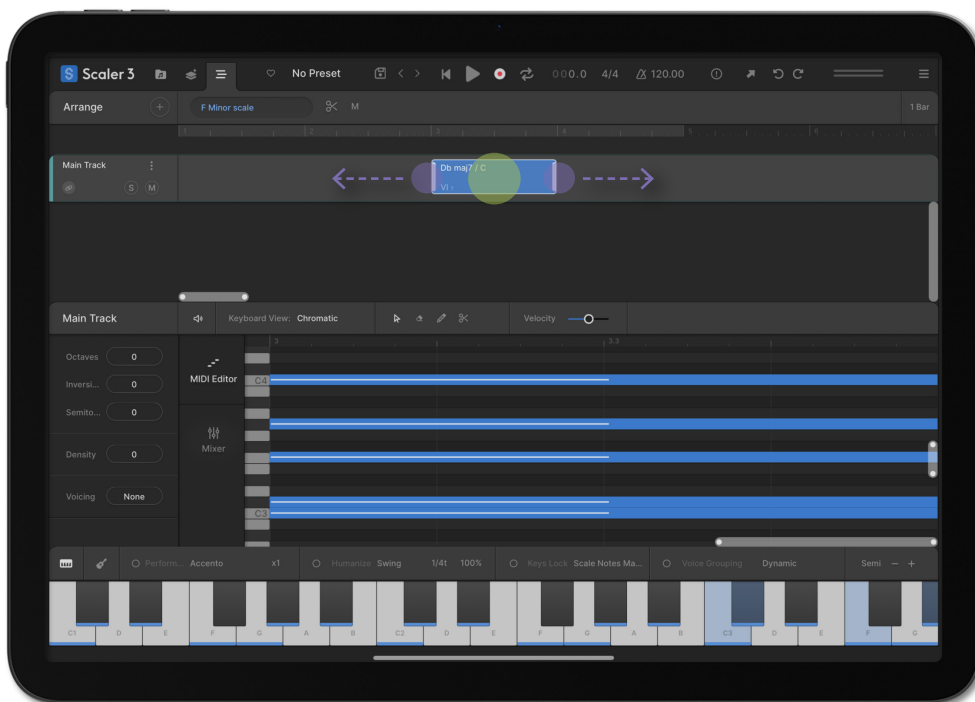 S Scaler 3
No Preset
000.0 4/4 120.00
Arrange
F Minor scale
M
1 Bar
1 2 3 4 5 6
Main Track
S M
Db maj7 / C
VI
Main Track
Keyboard View: Chromatic
Velocity
3 3.3
Octaves 0
Inversi... 0
Semito... 0
Density 0
Voicing None
MIDI Editor
Mixer
C4
C3
Perform... Accento x1
Humanize Swing 1/4t 100%
Keys Lock Scale Notes Ma...
Voice Grouping Dynamic
Semi − +
C1 D E F G A B C2 D E F G A B C3 D E F G